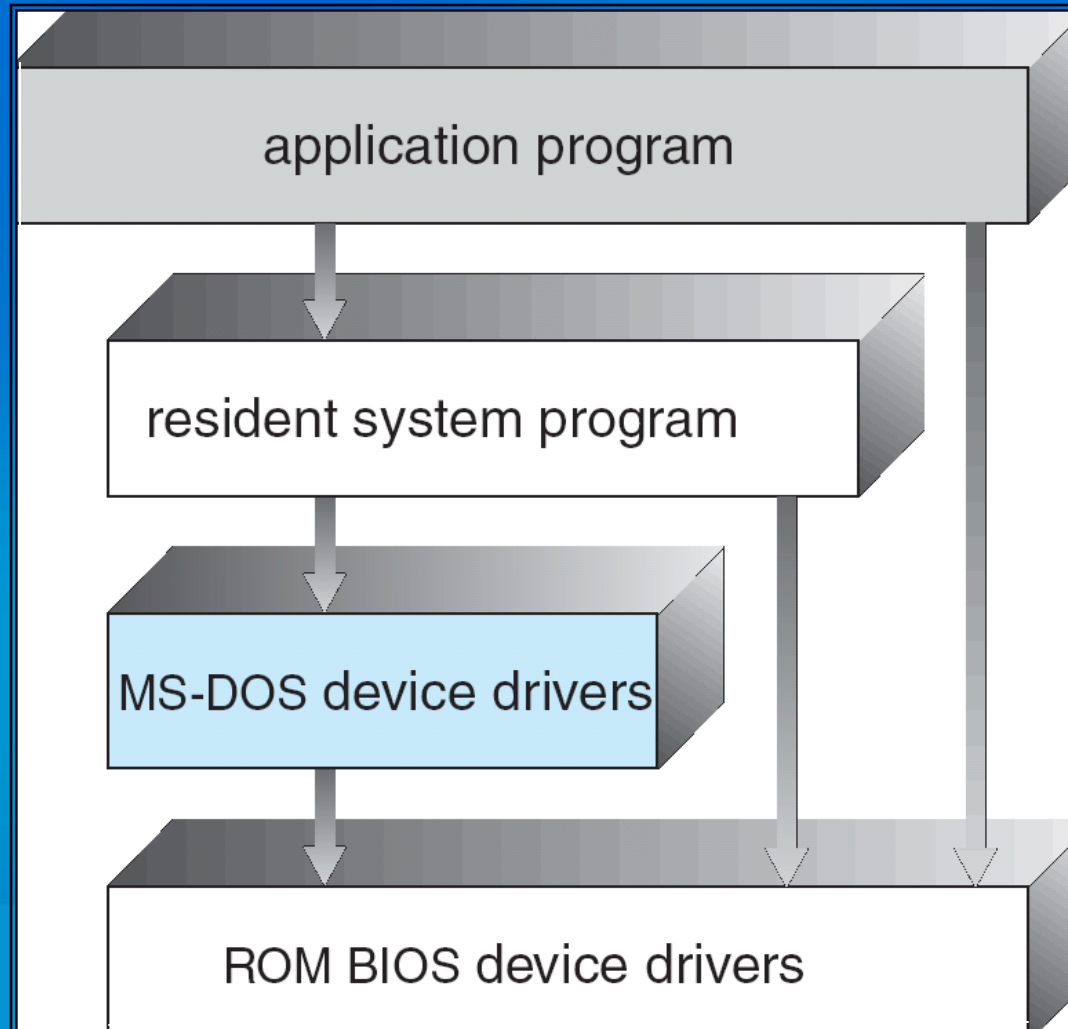 application program
resident system program
MS-DOS device drivers
ROM BIOS device drivers